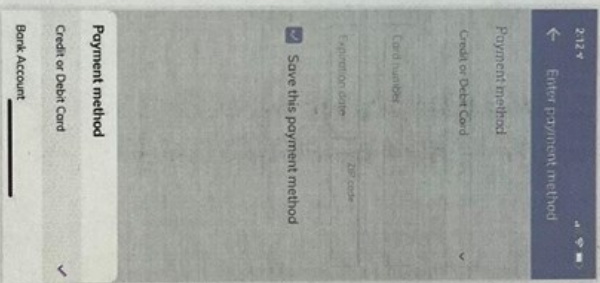 2:12
Enter payment method
Payment method
Credit or Debit Card
Card number
Expiration date
ZIP code
Save this payment method
Payment method
Credit or Debit Card
Bank Account